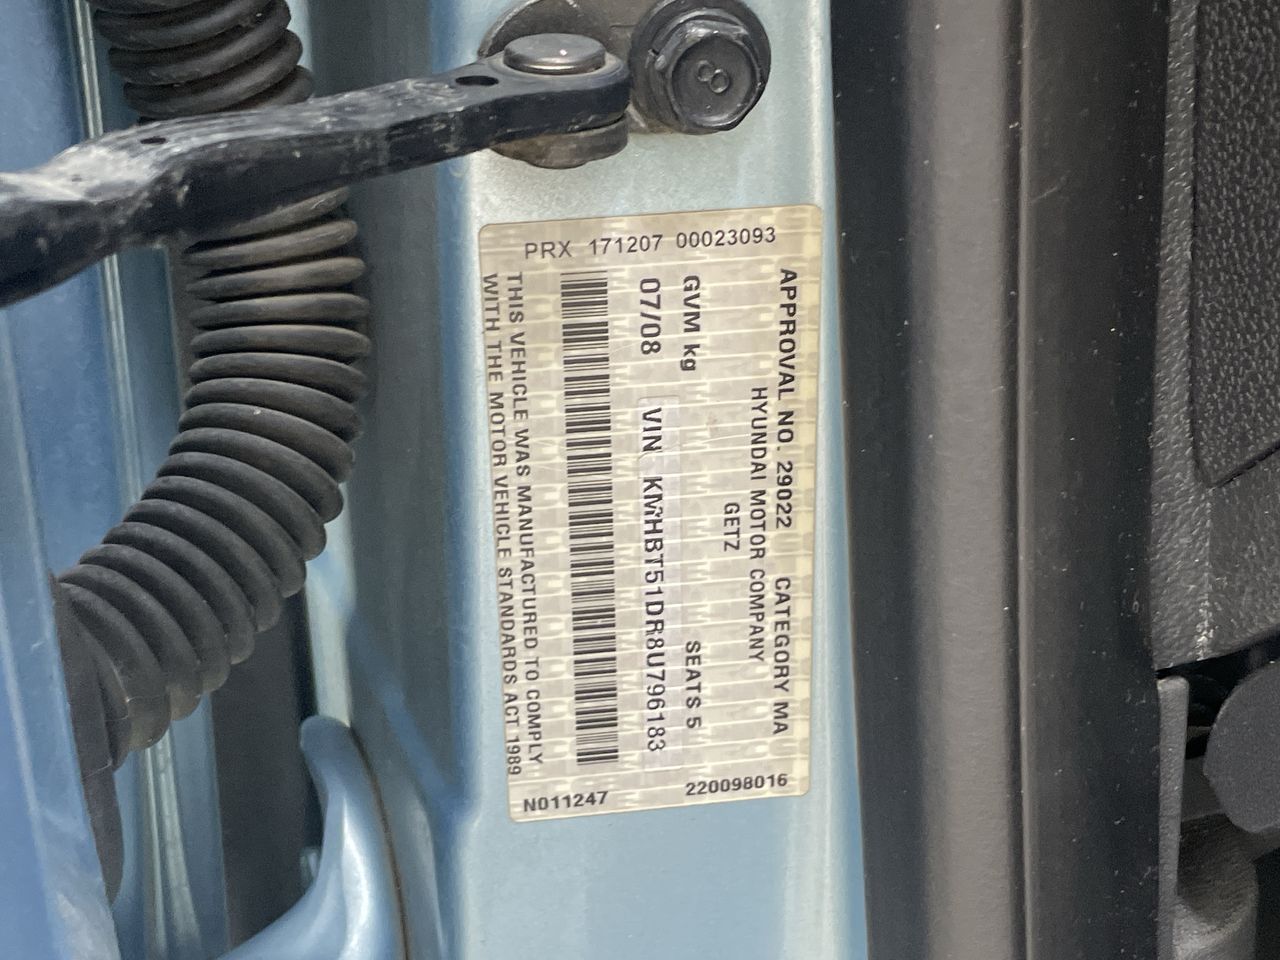 8
PRX 171207 00023093
APPROVAL NO. 29022 CATEGORY MA
HYUNDAI MOTOR COMPANY
GETZ
GVM kg SEATS 5
07/08 VIN KMHBT51DR8U796183
THIS VEHICLE WAS MANUFACTURED TO COMPLY
WITH THE MOTOR VEHICLE STANDARDS ACT 1989
N011247 220098016